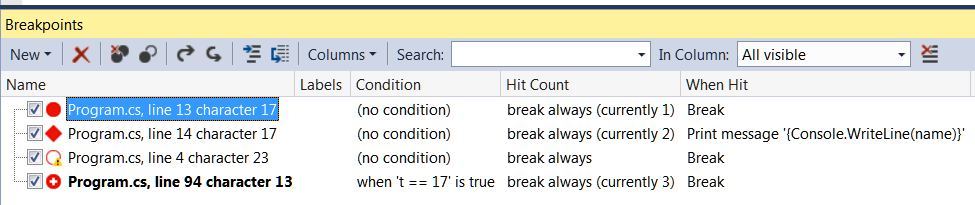 Breakpoints
New Columns Search: In Column: All visible
Name Labels Condition Hit Count When Hit
Program.cs, line 13 character 17 (no condition) break always (currently 1) Break
Program.cs, line 14 character 17 (no condition) break always (currently 2) Print message '{Console.WriteLine(name)}'
Program.cs, line 4 character 23 (no condition) break always Break
Program.cs, line 94 character 13 when 't == 17' is true break always (currently 3) Break